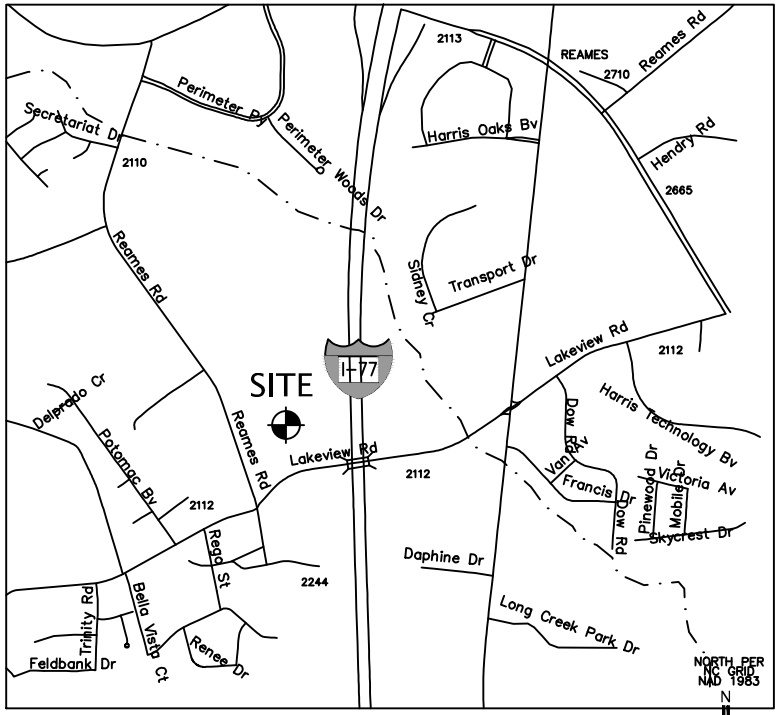 2113
REAMES
2710
Reames Rd
Perimeter Py
Secretariat Dr
Perimeter Woods Dr
Harris Oaks Bv
Hendry Rd
2110
2665
Reames Rd
Sidney Cr
Transport Dr
Lakeview Rd
I-77
2112
SITE
Delprado Cr
Potomac Bv
Reames Rd
Lakeview Rd
2112
Dow Rd
Harris Technology Bv
Van Av
Francis Dr
Pinewood Dr
Victoria Av
Mobile Dr
2112
Dow Rd
Skycrest Dr
Rego St
Daphine Dr
2244
Trinity Rd
Bella Vista Ct
Long Creek Park Dr
Renee Dr
Feldbank Dr
NORTH PER
NC GRID
NAD 1983
N